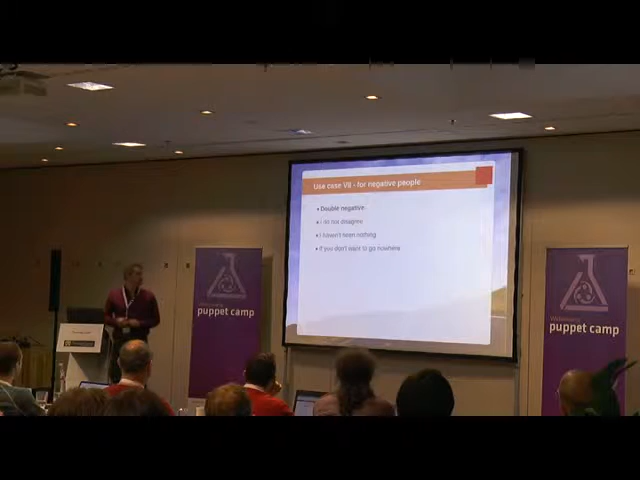 Use case VII - for negative people
Double negative
I do not disagree
I haven't seen nothing
If you don't want to go nowhere
puppet camp
puppet camp